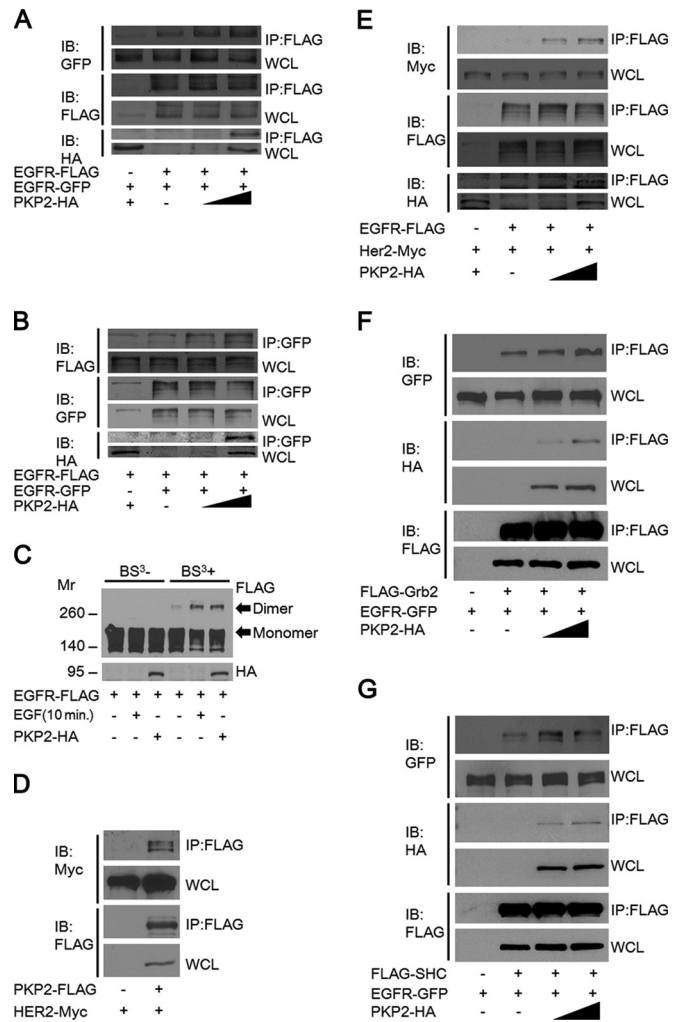 A
IB:
GFP
IP:FLAG
WCL
IB:
FLAG
IP:FLAG
WCL
IB:
HA
IP:FLAG
WCL
EGFR-FLAG - + + +
EGFR-GFP + + + +
PKP2-HA + -
B
IB:
FLAG
IP:GFP
WCL
IB:
GFP
IP:GFP
WCL
IB:
HA
IP:GFP
WCL
EGFR-FLAG + + + +
EGFR-GFP - + + +
PKP2-HA + -
C
BS3- BS3+
Mr
FLAG
260
Dimer
140
Monomer
95
HA
EGFR-FLAG + + + + + +
EGF(10 min.) - + - - + -
PKP2-HA - - + - - +
D
IB:
Myc
IP:FLAG
WCL
IB:
FLAG
IP:FLAG
WCL
PKP2-FLAG - +
HER2-Myc + +
E
IB:
Myc
IP:FLAG
WCL
IB:
FLAG
IP:FLAG
WCL
IB:
HA
IP:FLAG
WCL
EGFR-FLAG - + + +
Her2-Myc + + + +
PKP2-HA + -
F
IB:
GFP
IP:FLAG
WCL
IB:
HA
IP:FLAG
WCL
IB:
FLAG
IP:FLAG
WCL
FLAG-Grb2 - + + +
EGFR-GFP + + + +
PKP2-HA - -
G
IB:
GFP
IP:FLAG
WCL
IB:
HA
IP:FLAG
WCL
IB:
FLAG
IP:FLAG
WCL
FLAG-SHC - + + +
EGFR-GFP + + + +
PKP2-HA - -